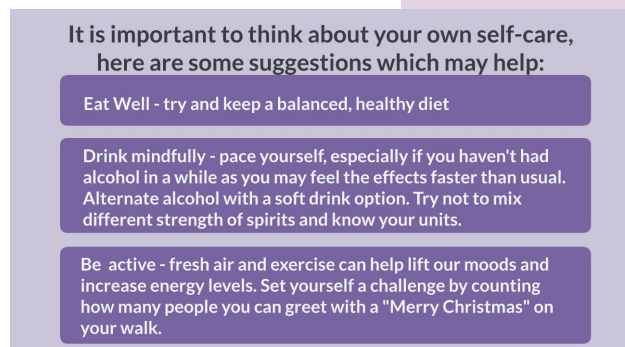 It is important to think about your own self-care,
here are some suggestions which may help:
Eat Well - try and keep a balanced, healthy diet
Drink mindfully - pace yourself, especially if you haven't had
alcohol in a while as you may feel the effects faster than usual.
Alternate alcohol with a soft drink option. Try not to mix
different strength of spirits and know your units.
Be active - fresh air and exercise can help lift our moods and
increase energy levels. Set yourself a challenge by counting
how many people you can greet with a "Merry Christmas" on
your walk.